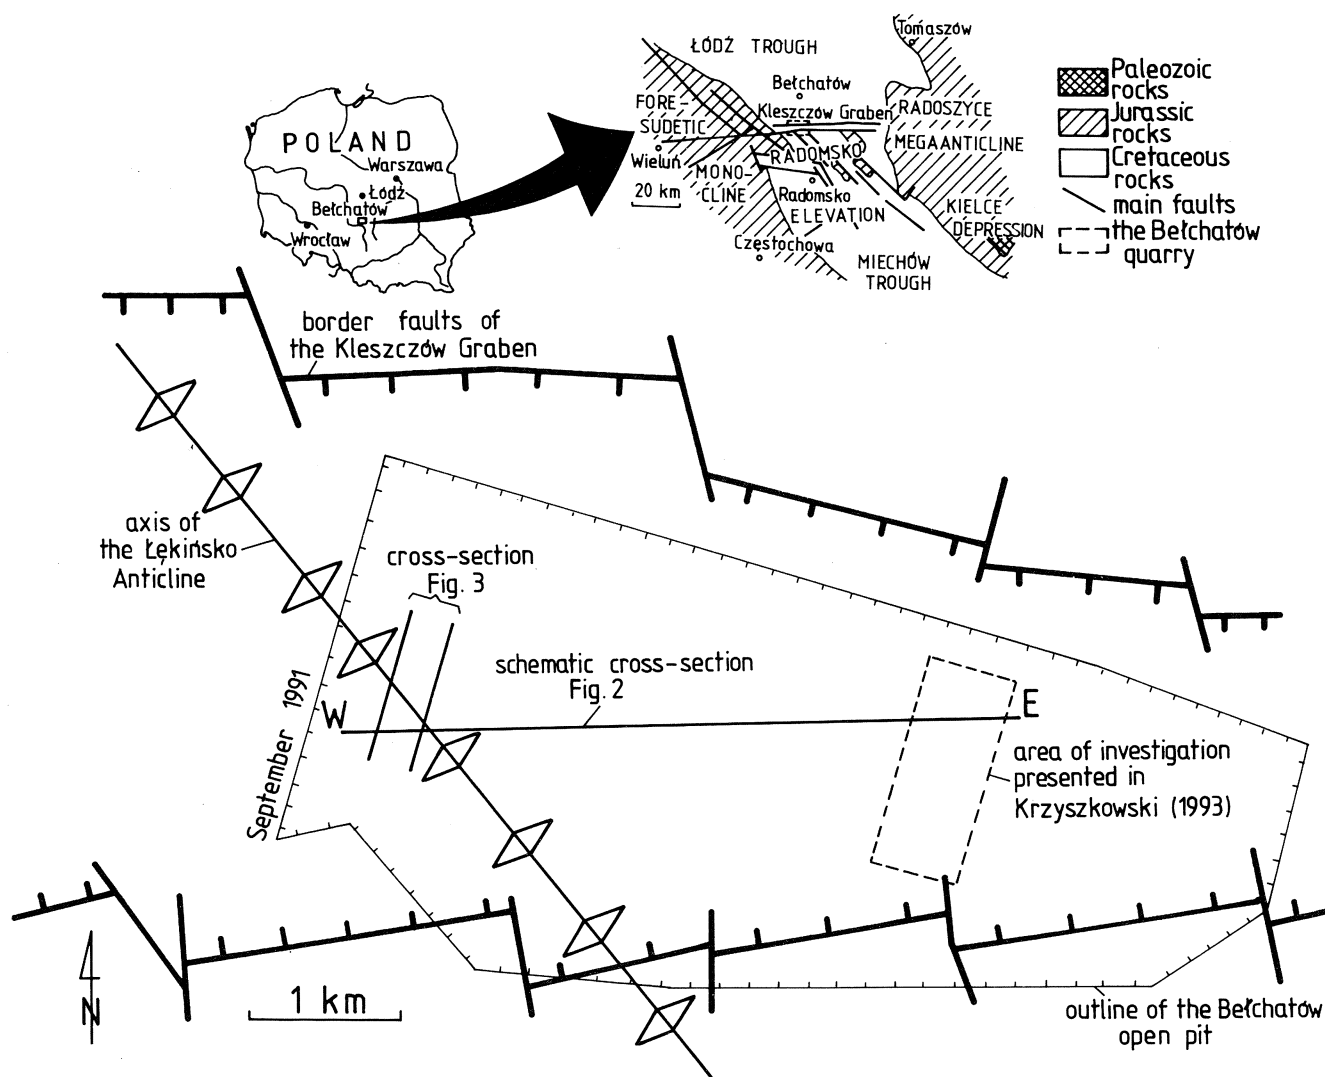 POLAND
Warszawa
Łódź
Bełchatów
Wrocław
ŁÓDŹ TROUGH
Tomaszów
Bełchatów
Kleszczów Graben
FORE-
SUDETIC
MONO-
CLINE
Wieluń
20 km
RADOMSKO
Radomsko
ELEVATION
Częstochowa
RADOSZYCE
MEGAANTICLINE
KIELCE
DEPRESSION
MIECHÓW
TROUGH
Paleozoic
rocks
Jurassic
rocks
Cretaceous
rocks
main faults
the Bełchatów
quarry
border faults of
the Kleszczów Graben
axis of
the Łękińsko
Anticline
cross-section
Fig. 3
schematic cross-section
Fig. 2
W
E
September 1991
area of investigation
presented in
Krzyszkowski (1993)
N
1 km
outline of the Bełchatów
open pit